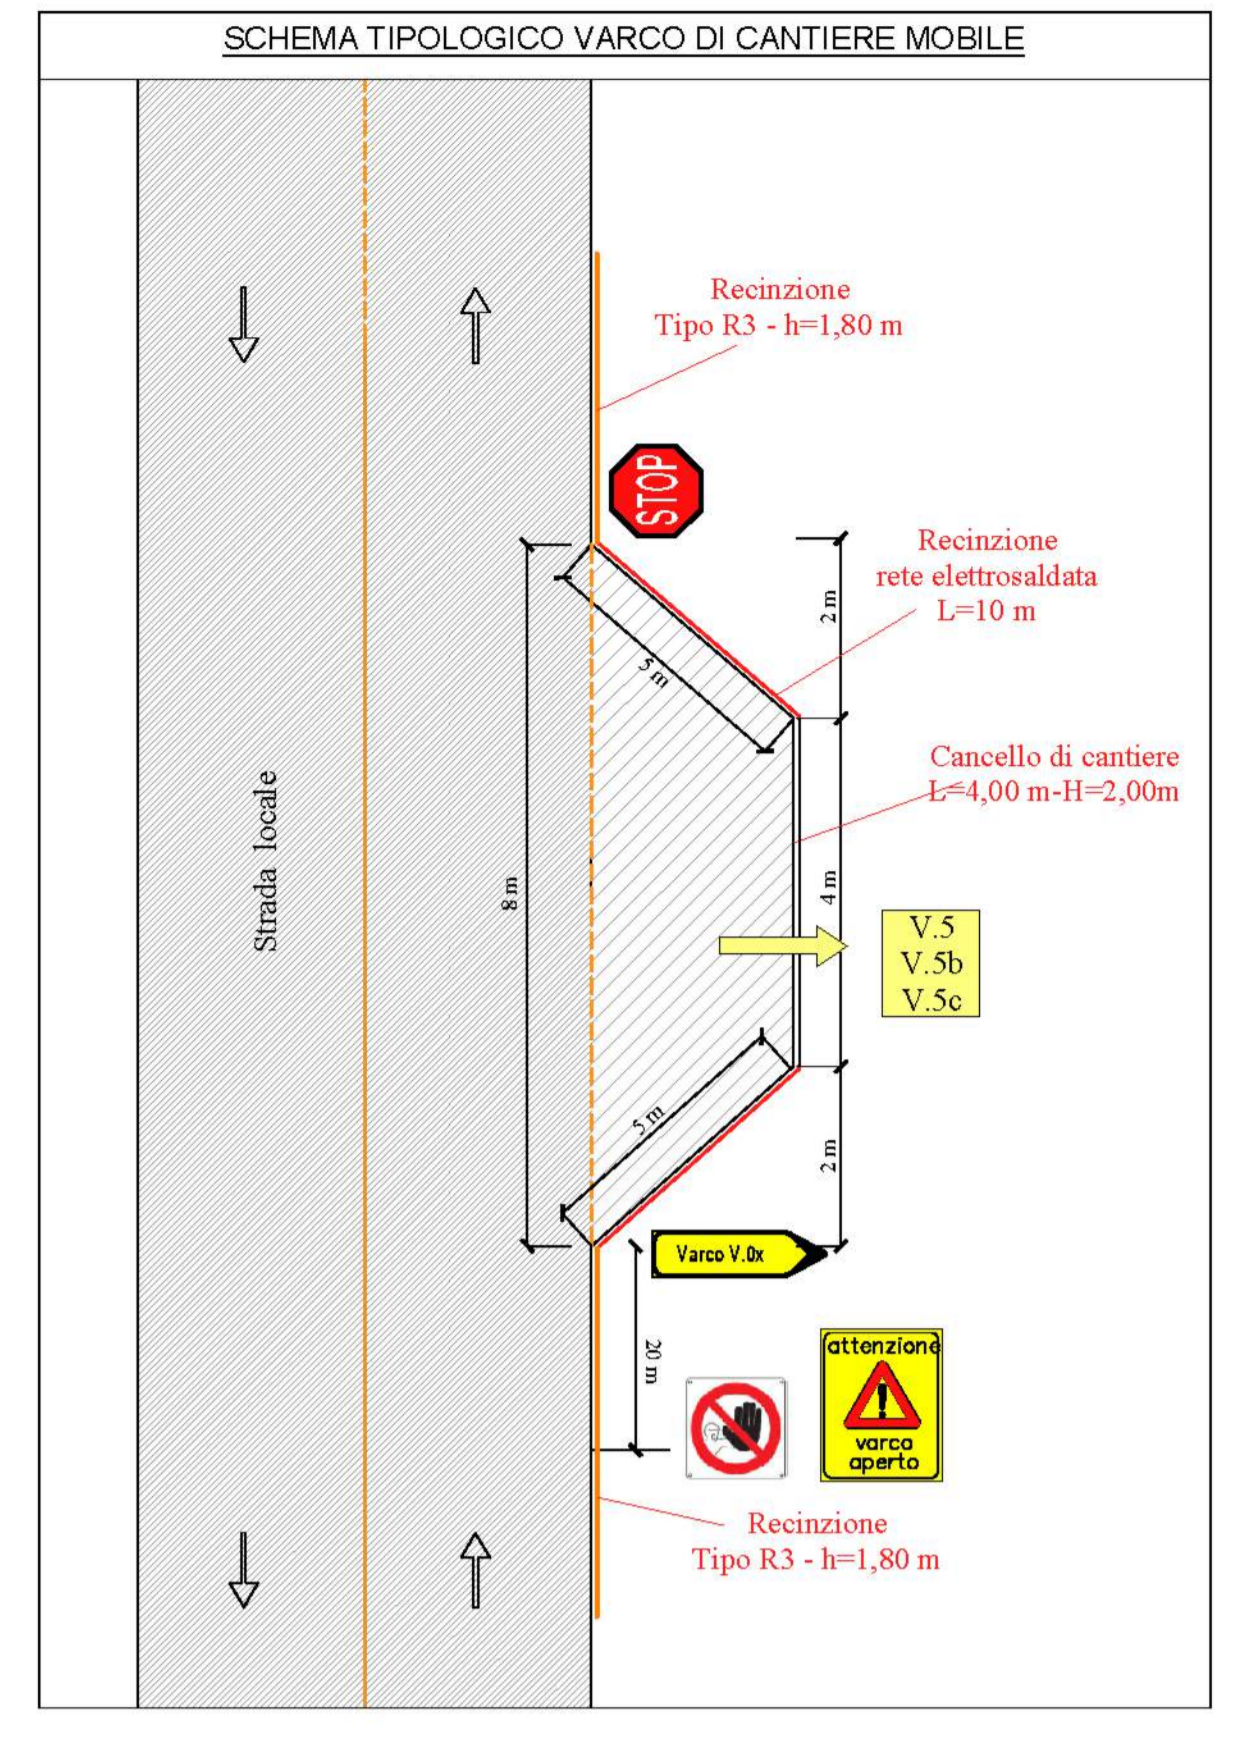 SCHEMA TIPOLOGICO VARCO DI CANTIERE MOBILE
Recinzione
Tipo R3 - h=1,80 m
STOP
Recinzione
rete elettrosaldata
L=10 m
2 m
5 m
Cancello di cantiere
L=4,00 m-H=2,00m
Strada locale
8 m
4 m
V.5
V.5b
V.5c
5 m
2 m
Varco V.0x
20 m
attenzione
varco
aperto
Recinzione
Tipo R3 - h=1,80 m